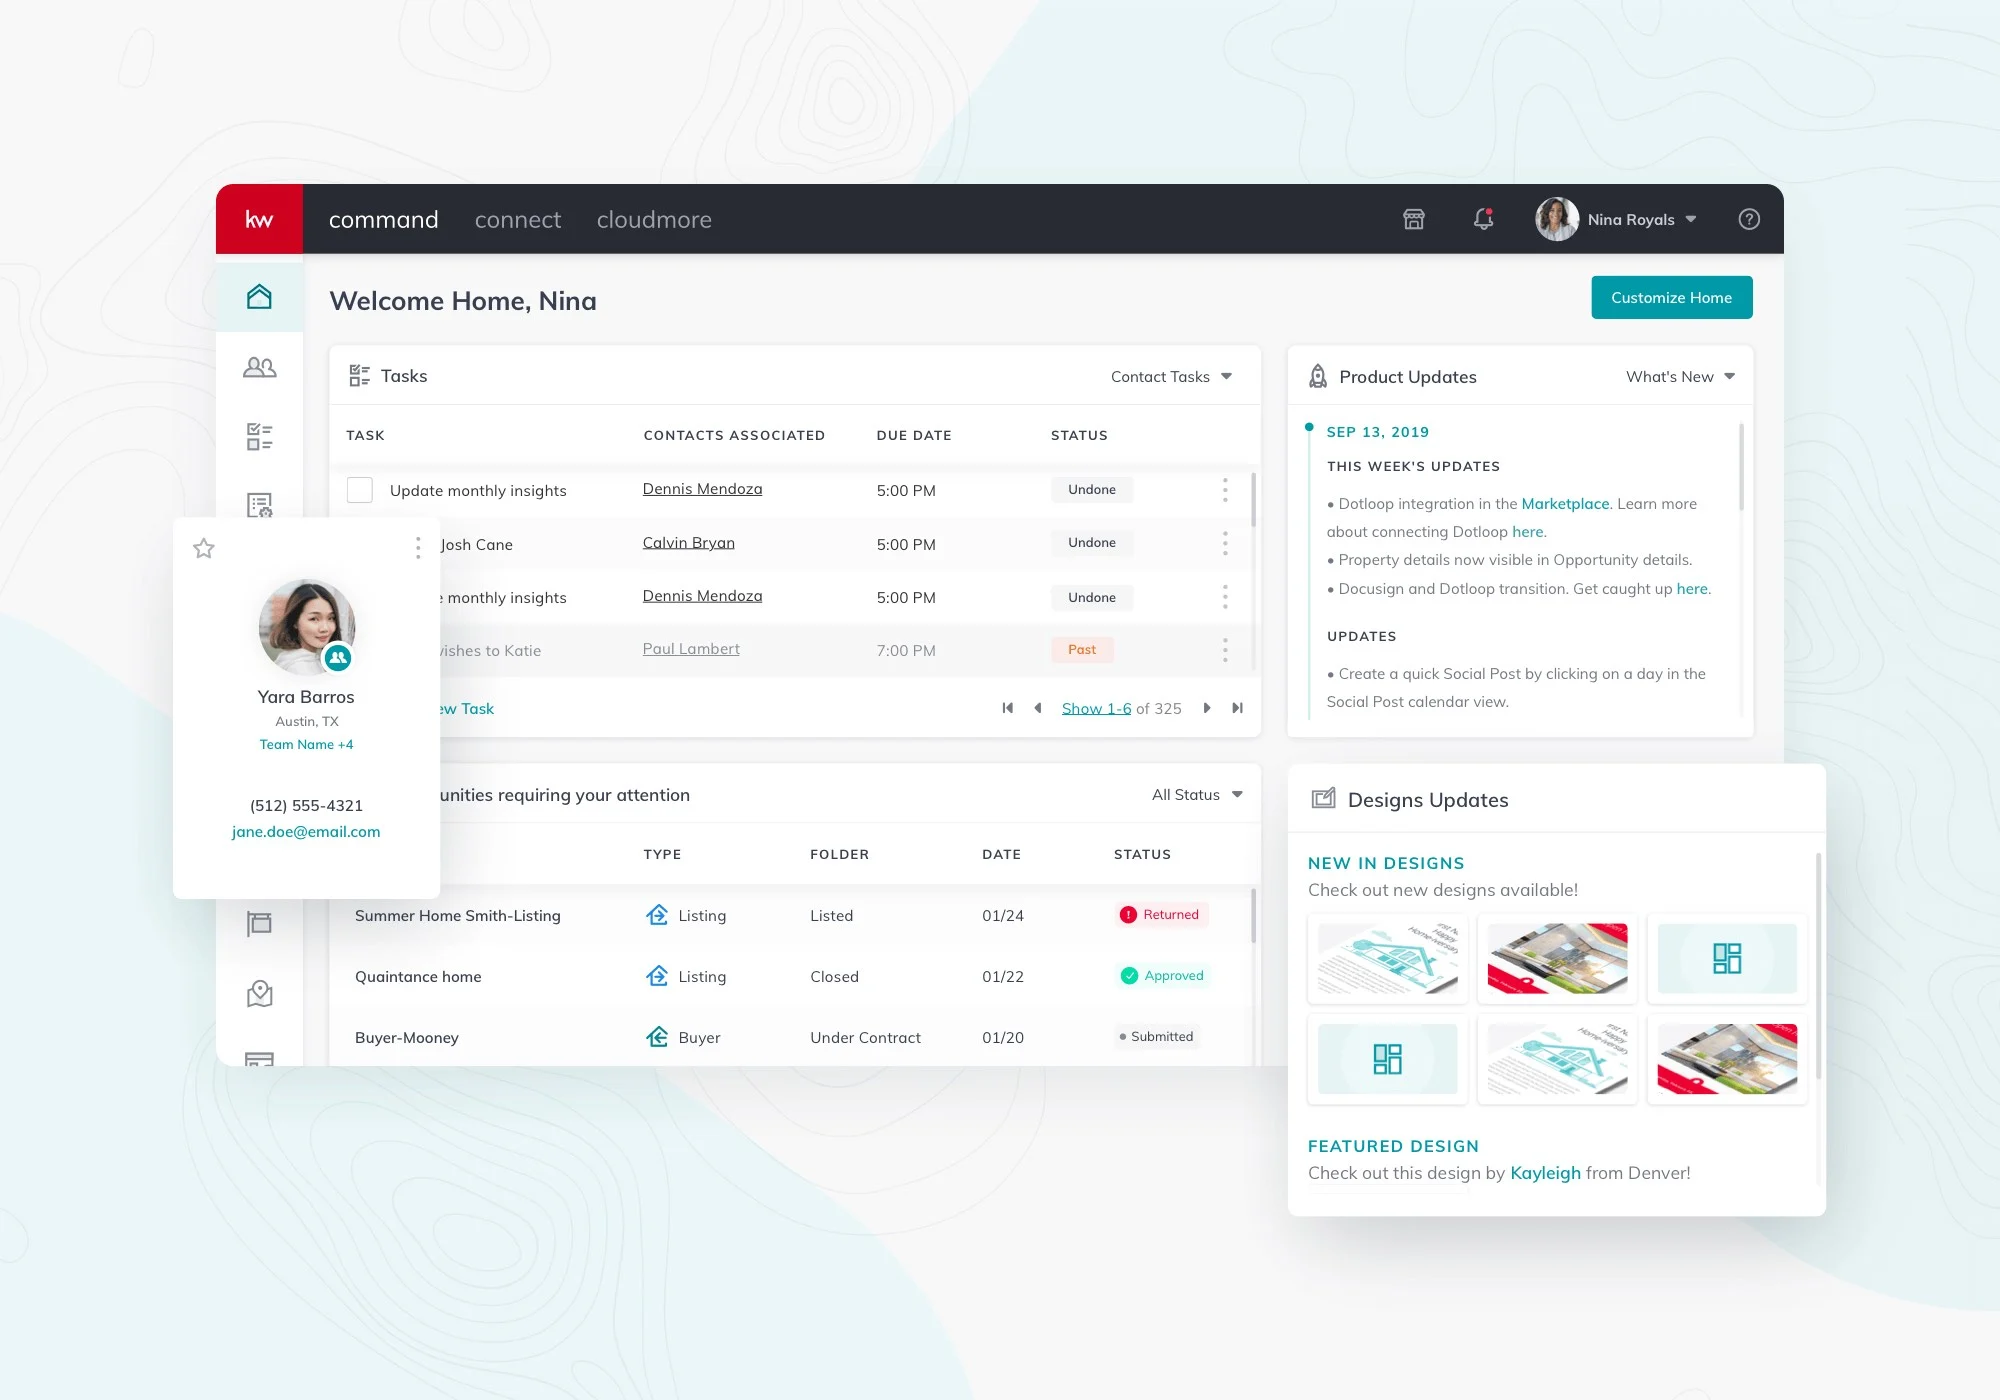 kw command connect cloudmore Nina Royals
Welcome Home, Nina Customize Home
Tasks Contact Tasks
TASK CONTACTS ASSOCIATED DUE DATE STATUS
Update monthly insights Dennis Mendoza 5:00 PM Undone
Josh Cane Calvin Bryan 5:00 PM Undone
monthly insights Dennis Mendoza 5:00 PM Undone
to Katie Paul Lambert 7:00 PM Past
Task Show 1-6 of 325
Product Updates What's New
SEP 13, 2019
THIS WEEK'S UPDATES
• Dotloop integration in the Marketplace. Learn more
about connecting Dotloop here.
• Property details now visible in Opportunity details.
• Docusign and Dotloop transition. Get caught up here.
UPDATES
• Create a quick Social Post by clicking on a day in the
Social Post calendar view.
Yara Barros
Austin, TX
Team Name +4
(512) 555-4321
jane.doe@email.com
requiring your attention All Status
TYPE FOLDER DATE STATUS
Summer Home Smith-Listing Listing Listed 01/24 Returned
Quaintance home Listing Closed 01/22 Approved
Buyer-Mooney Buyer Under Contract 01/20 Submitted
Designs Updates
NEW IN DESIGNS
Check out new designs available!
Happy
Happy
FEATURED DESIGN
Check out this design by Kayleigh from Denver!